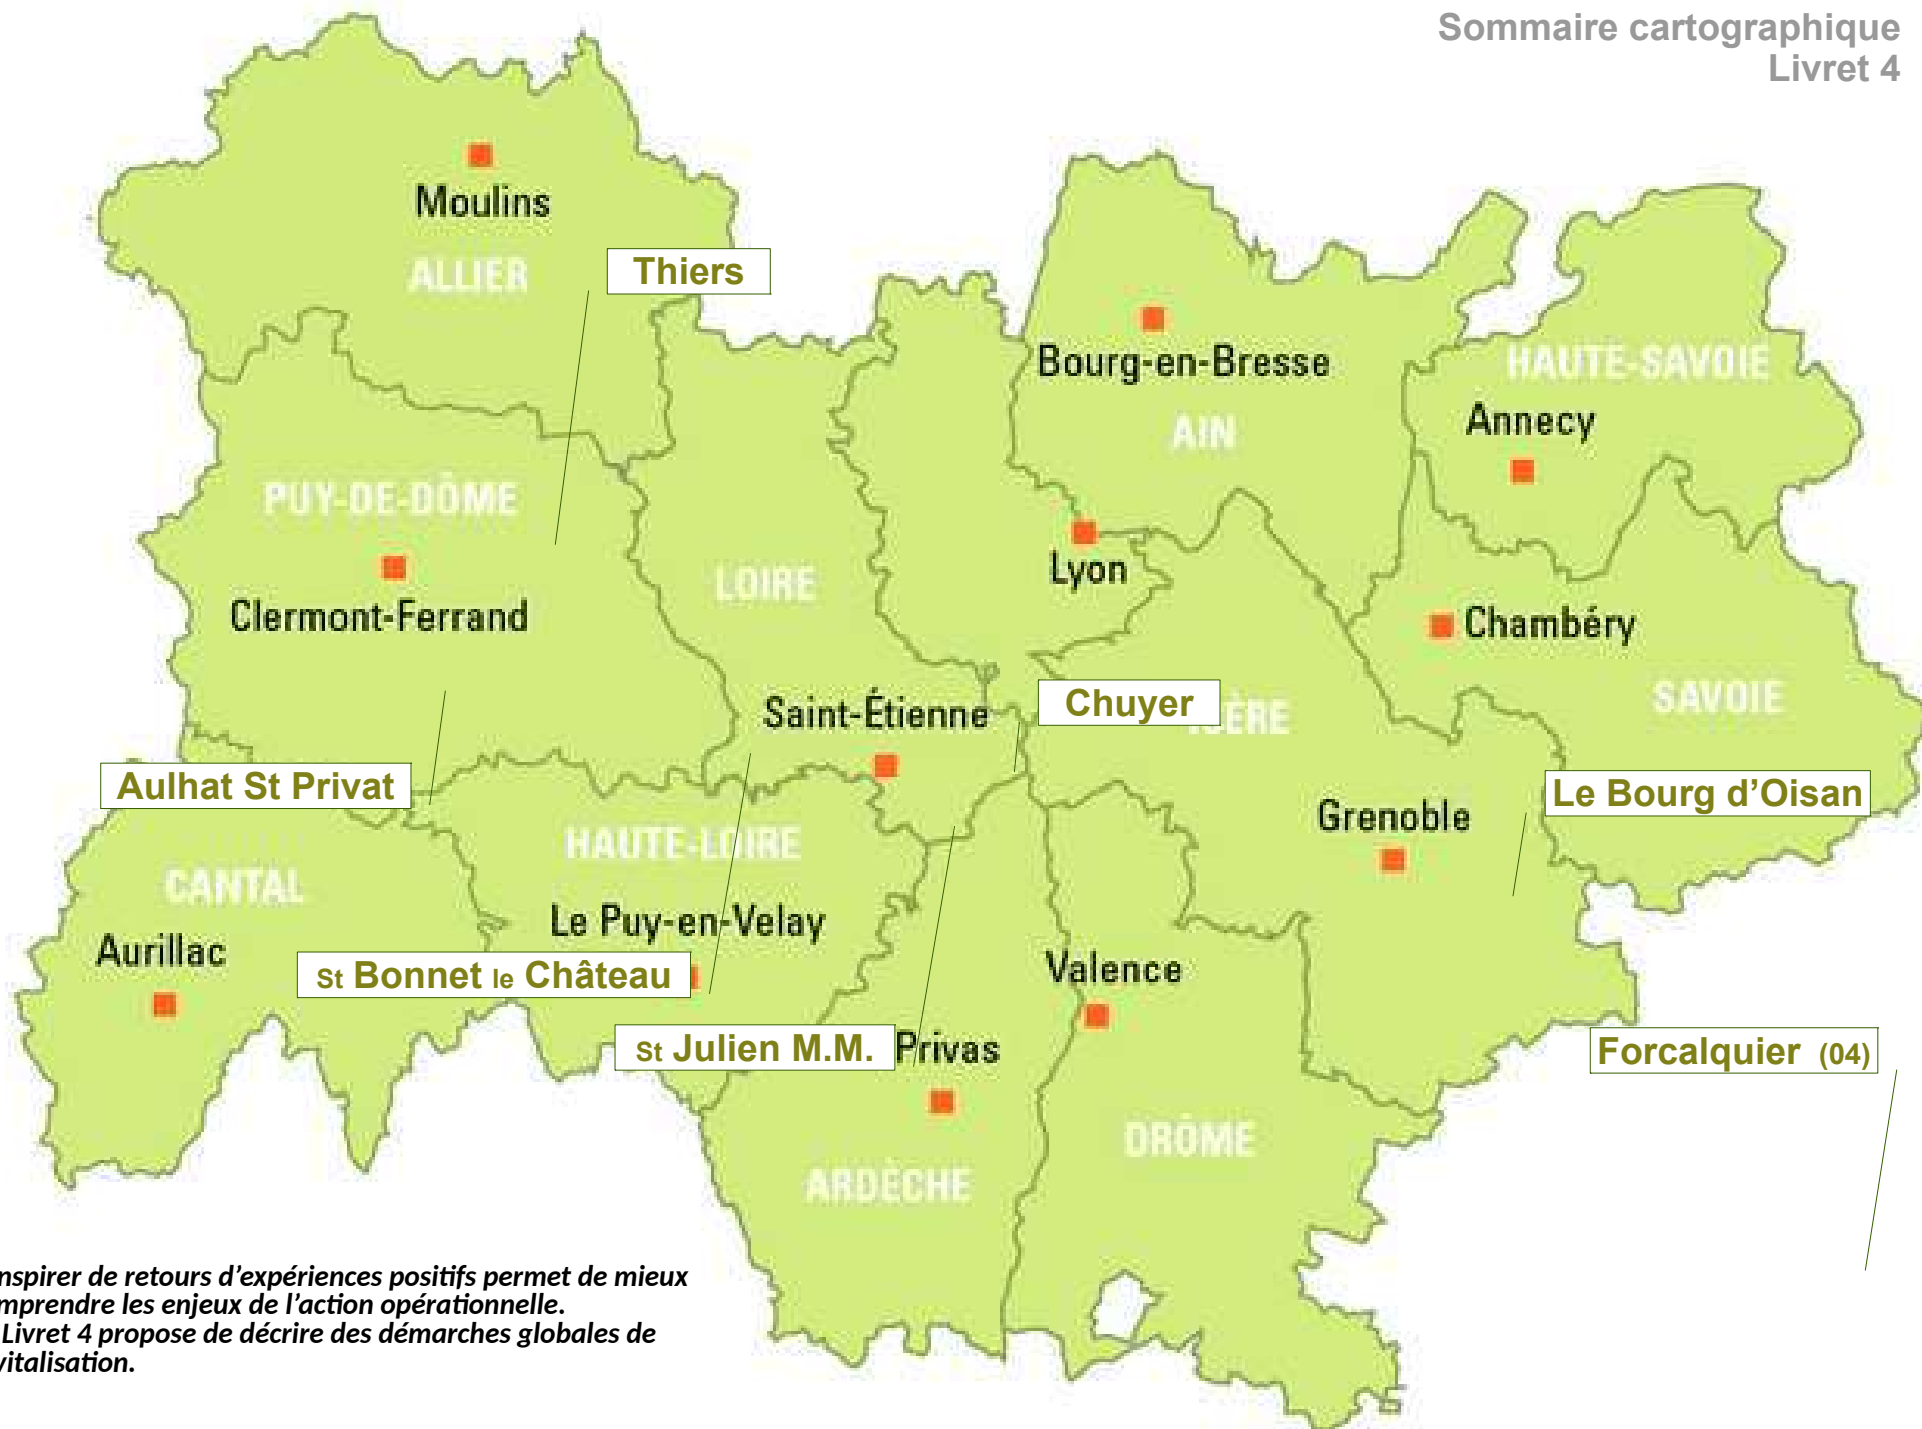 Sommaire cartographique
Livret 4
Moulins
ALLIER
Thiers
Bourg-en-Bresse
AIN
HAUTE-SAVOIE
Annecy
PUY-DE-DÔME
Clermont-Ferrand
LOIRE
Lyon
Chambéry
SAVOIE
Saint-Étienne
Chuyer
ÈRE
Aulhat St Privat
Le Bourg d’Oisan
Grenoble
HAUTE-LOIRE
CANTAL
Le Puy-en-Velay
Aurillac
St Bonnet le Château
Valence
St Julien M.M.
Privas
Forcalquier (04)
DRÔME
ARDÈCHE
nspirer de retours d’expériences positifs permet de mieux
mprendre les enjeux de l’action opérationnelle.
Livret 4 propose de décrire des démarches globales de
vitalisation.